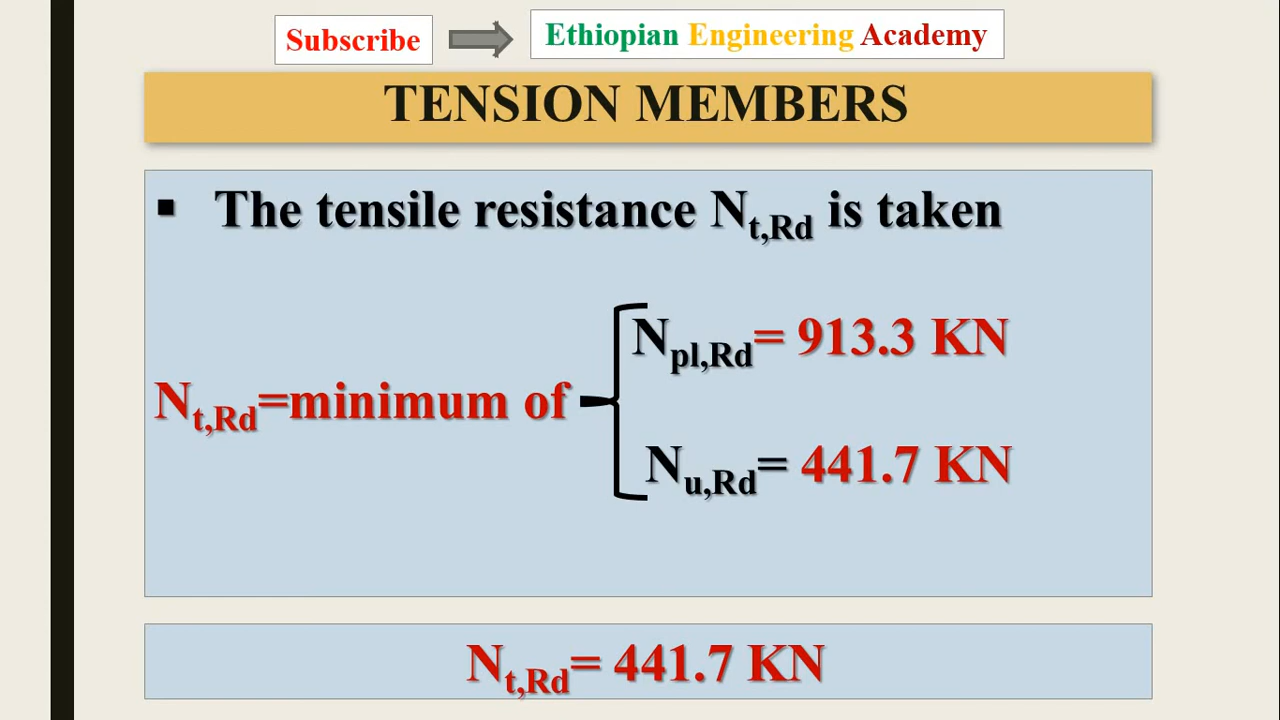 Subscribe
Ethiopian Engineering Academy
TENSION MEMBERS
▪ The tensile resistance Nt,Rd is taken
Npl,Rd= 913.3 KN
Nt,Rd=minimum of
Nu,Rd= 441.7 KN
Nt,Rd= 441.7 KN